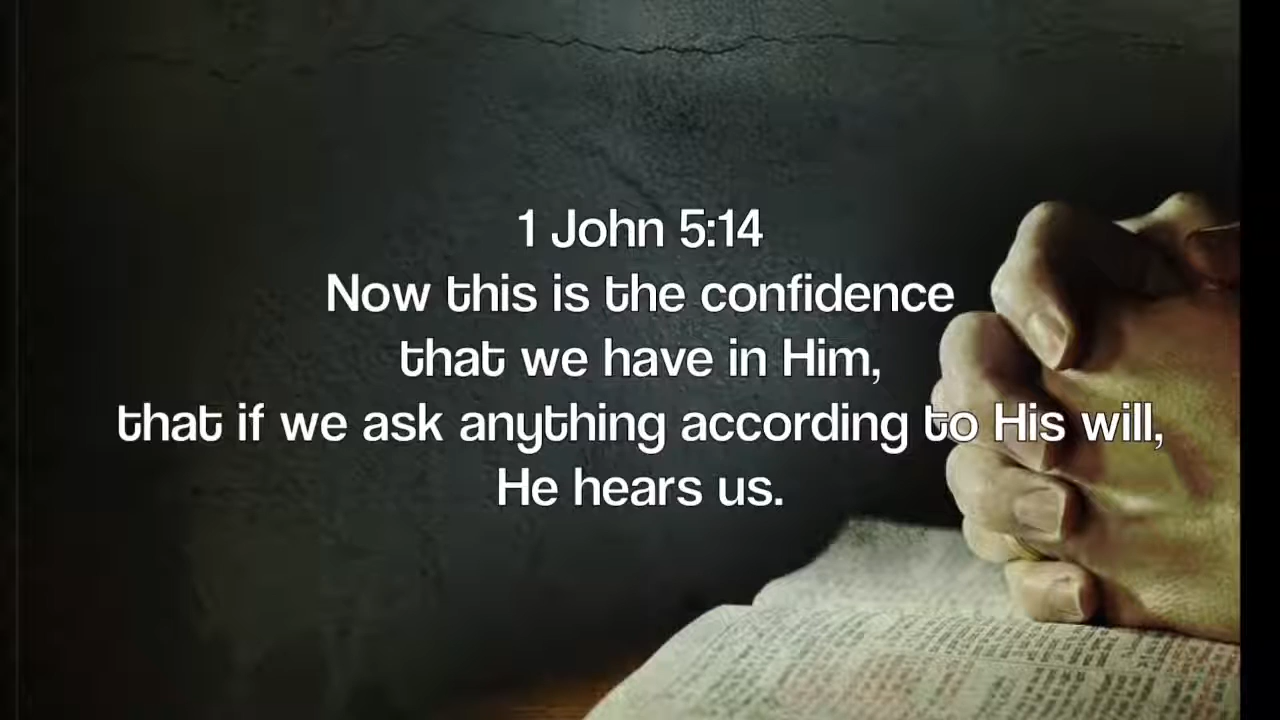 1 John 5:14
Now this is the confidence
that we have in Him,
that if we ask anything according to His will,
He hears us.